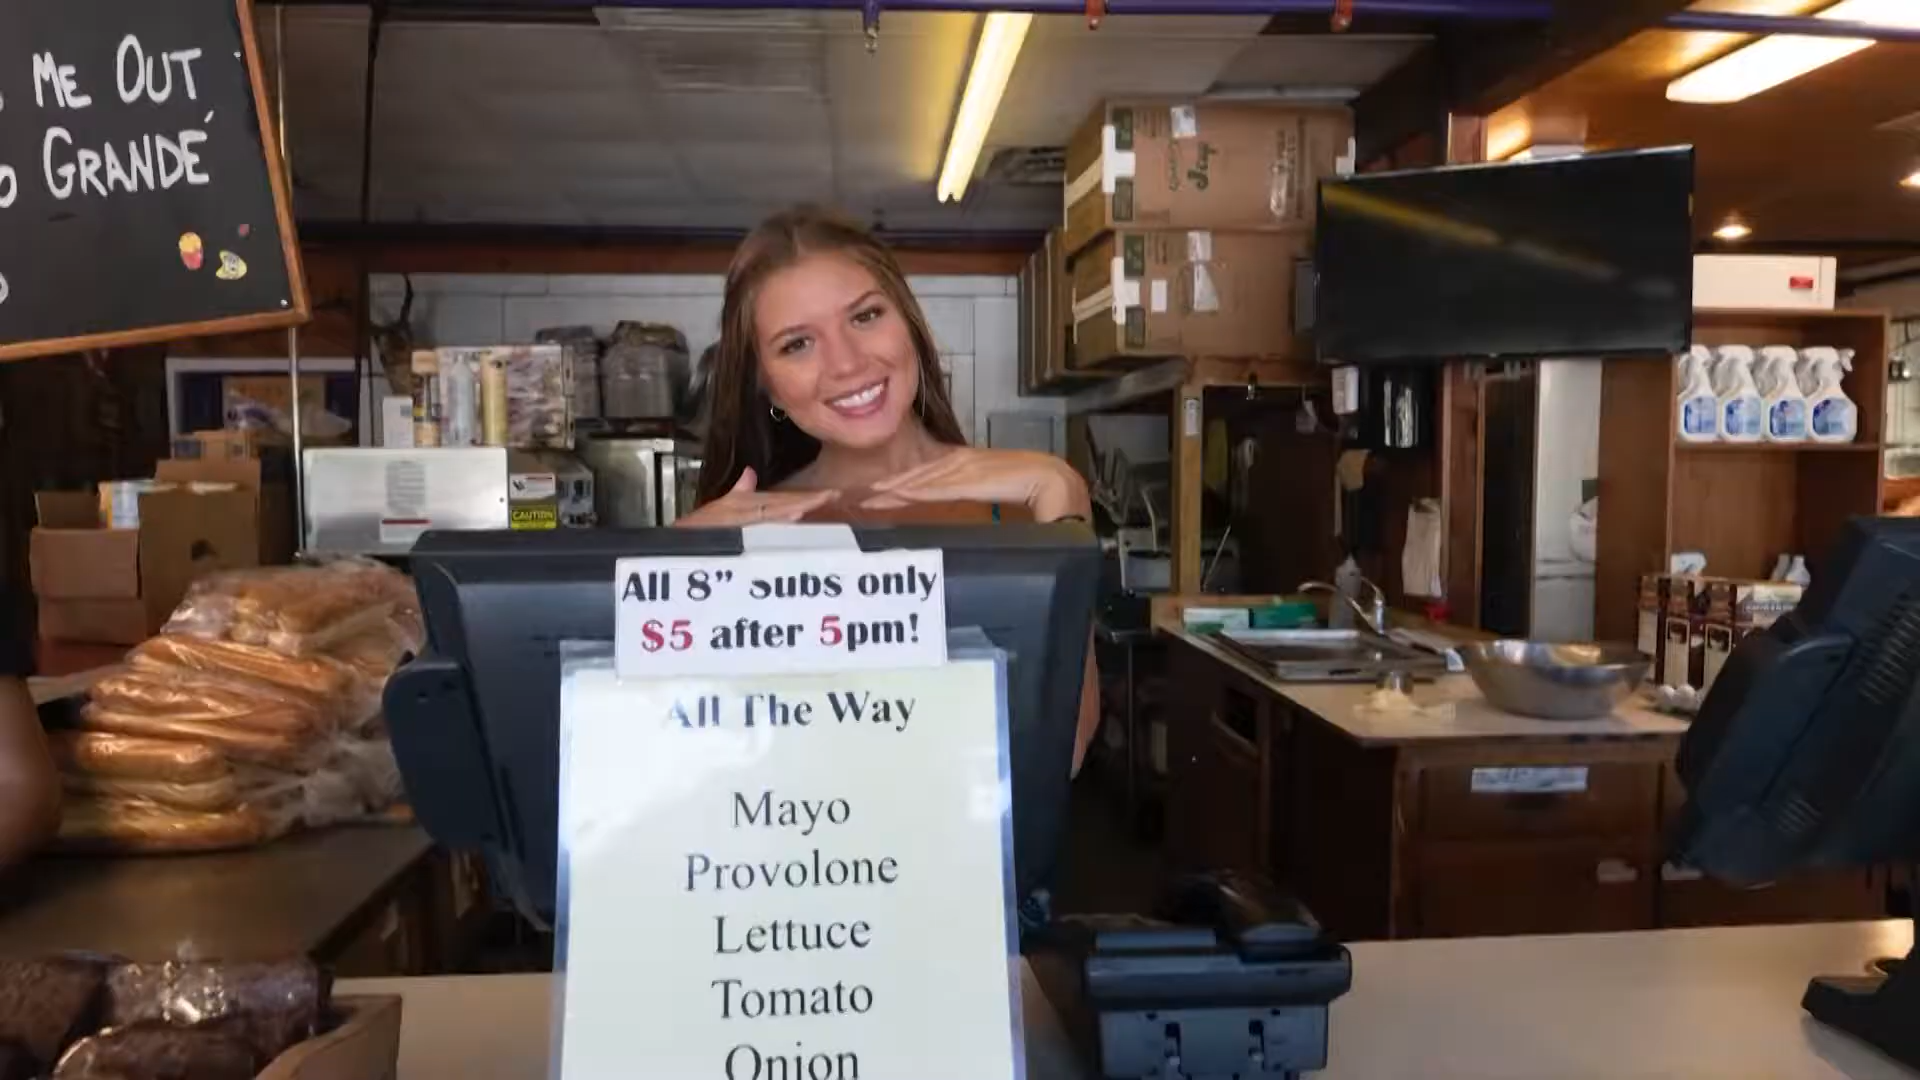 ME OUT
GRANDÉ
Joy
CAUTION
All 8” subs only
$5 after 5pm!
All The Way
Mayo
Provolone
Lettuce
Tomato
Onion